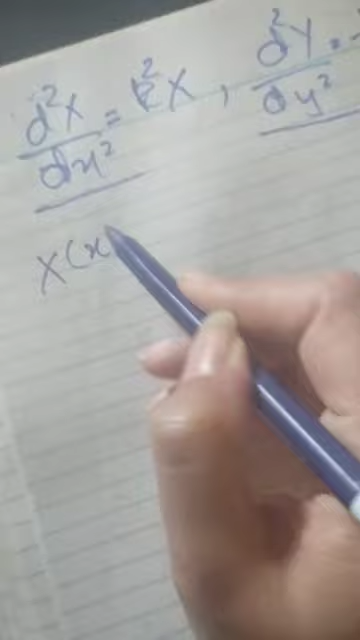 d²X/dx² = k²X , d²Y/dy² = -
X(x